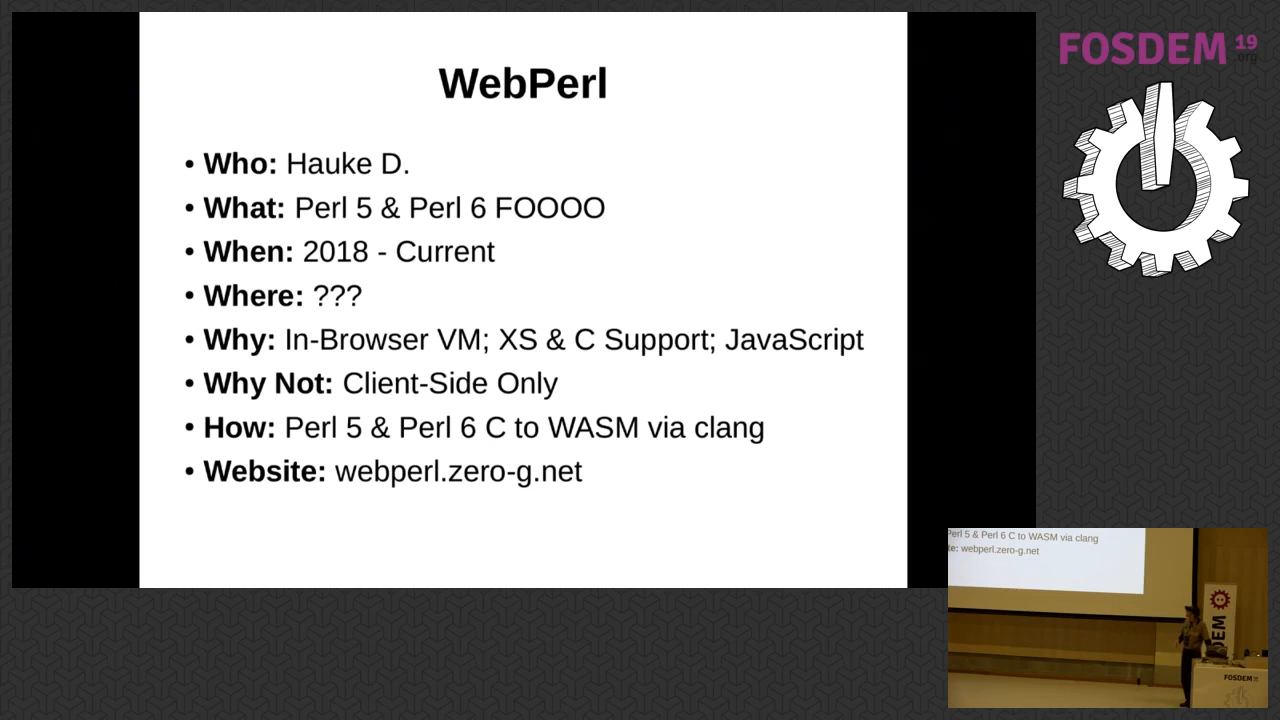 WebPerl
• Who: Hauke D.
• What: Perl 5 & Perl 6 FOOOO
• When: 2018 - Current
• Where: ???
• Why: In-Browser VM; XS & C Support; JavaScript
• Why Not: Client-Side Only
• How: Perl 5 & Perl 6 C to WASM via clang
• Website: webperl.zero-g.net
FOSDEM 19
.org
Perl 5 & Perl 6 C to WASM via clang
te: webperl.zero-g.net
DEM
FOSDEM